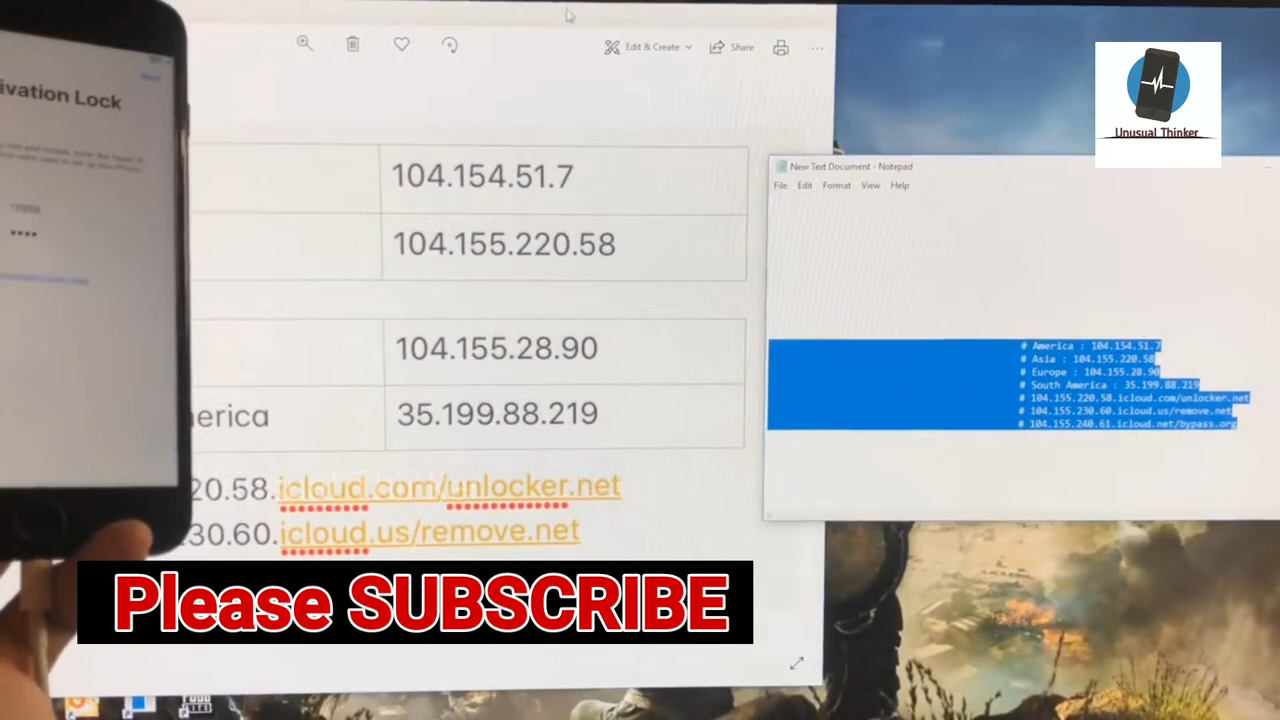 ivation Lock
Edit & Create
Share
104.154.51.7
104.155.220.58
104.155.28.90
erica
35.199.88.219
20.58.icloud.com/unlocker.net
30.60.icloud.us/remove.net
Unusual Thinker
New Text Document - Notepad
File Edit Format View Help
# America : 104.154.51.7
# Asia : 104.155.220.58
# Europe : 104.155.28.90
# South America : 35.199.88.219
# 104.155.220.58.icloud.com/unlocker.net
# 104.155.230.60.icloud.us/remove.net
# 104.155.240.61.icloud.net/bypass.org
Please SUBSCRIBE